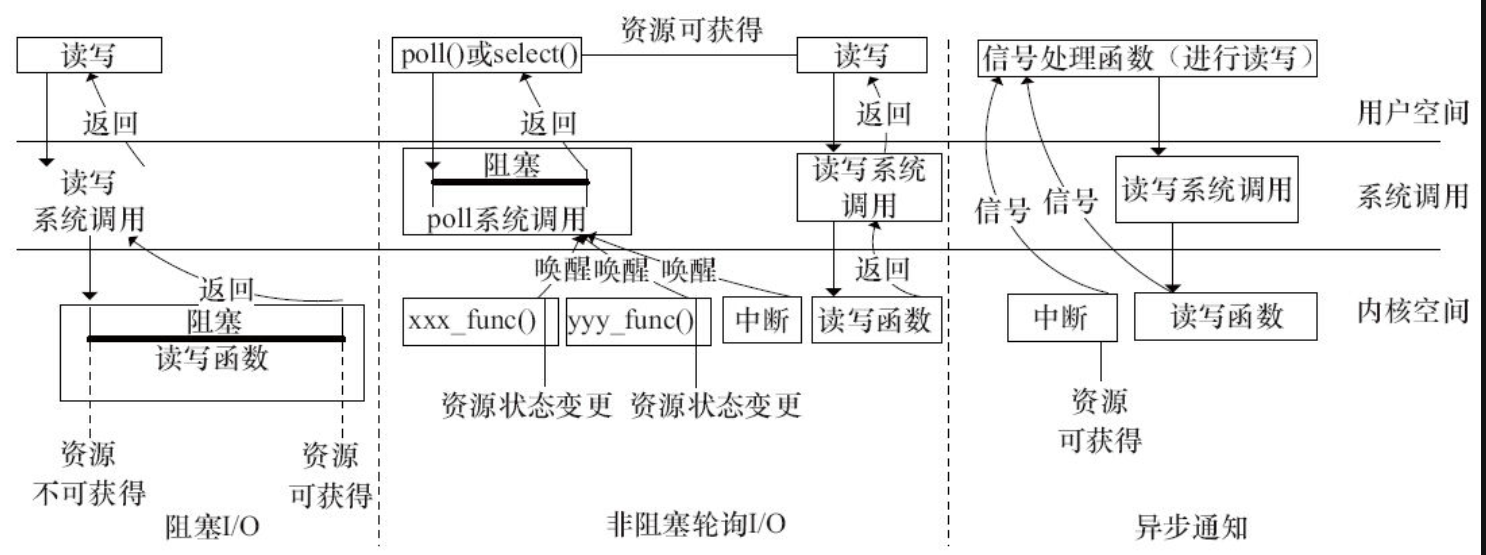 读写
返回
读写
系统调用
返回
阻塞
读写函数
资源
不可获得
资源
可获得
阻塞I/O
poll()或select()
资源可获得
读写
返回
返回
阻塞
poll系统调用
读写系统
调用
唤醒
唤醒
唤醒
返回
xxx_func()
yyy_func()
中断
读写函数
资源状态变更
资源状态变更
非阻塞轮询I/O
信号处理函数（进行读写）
用户空间
信号
信号
读写系统调用
系统调用
中断
读写函数
内核空间
资源
可获得
异步通知